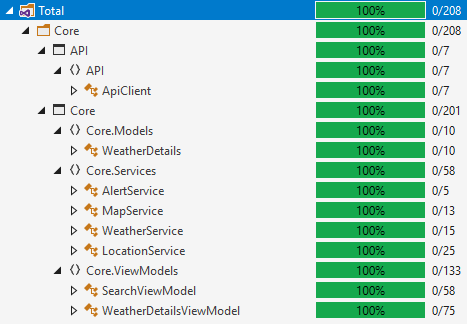 Total 100% 0/208
Core 100% 0/208
API 100% 0/7
API 100% 0/7
ApiClient 100% 0/7
Core 100% 0/201
Core.Models 100% 0/10
WeatherDetails 100% 0/10
Core.Services 100% 0/58
AlertService 100% 0/5
MapService 100% 0/13
WeatherService 100% 0/15
LocationService 100% 0/25
Core.ViewModels 100% 0/133
SearchViewModel 100% 0/58
WeatherDetailsViewModel 100% 0/75